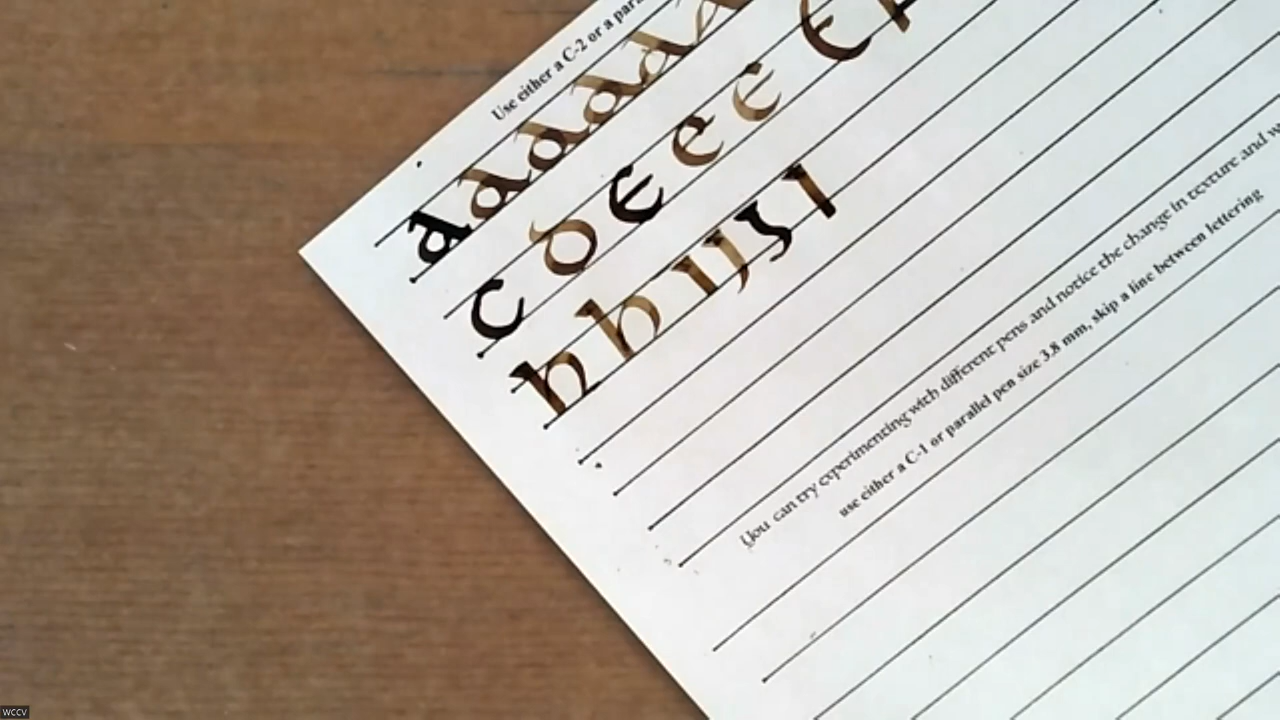 Use either a C-2 or a para
d d d d d d
c o e e e e
h h u s i
You can try experimenting with different pens and notice the change in texture and w
use either a C-1 or parallel pen size 3.8 mm, skip a line between lettering
WCCV